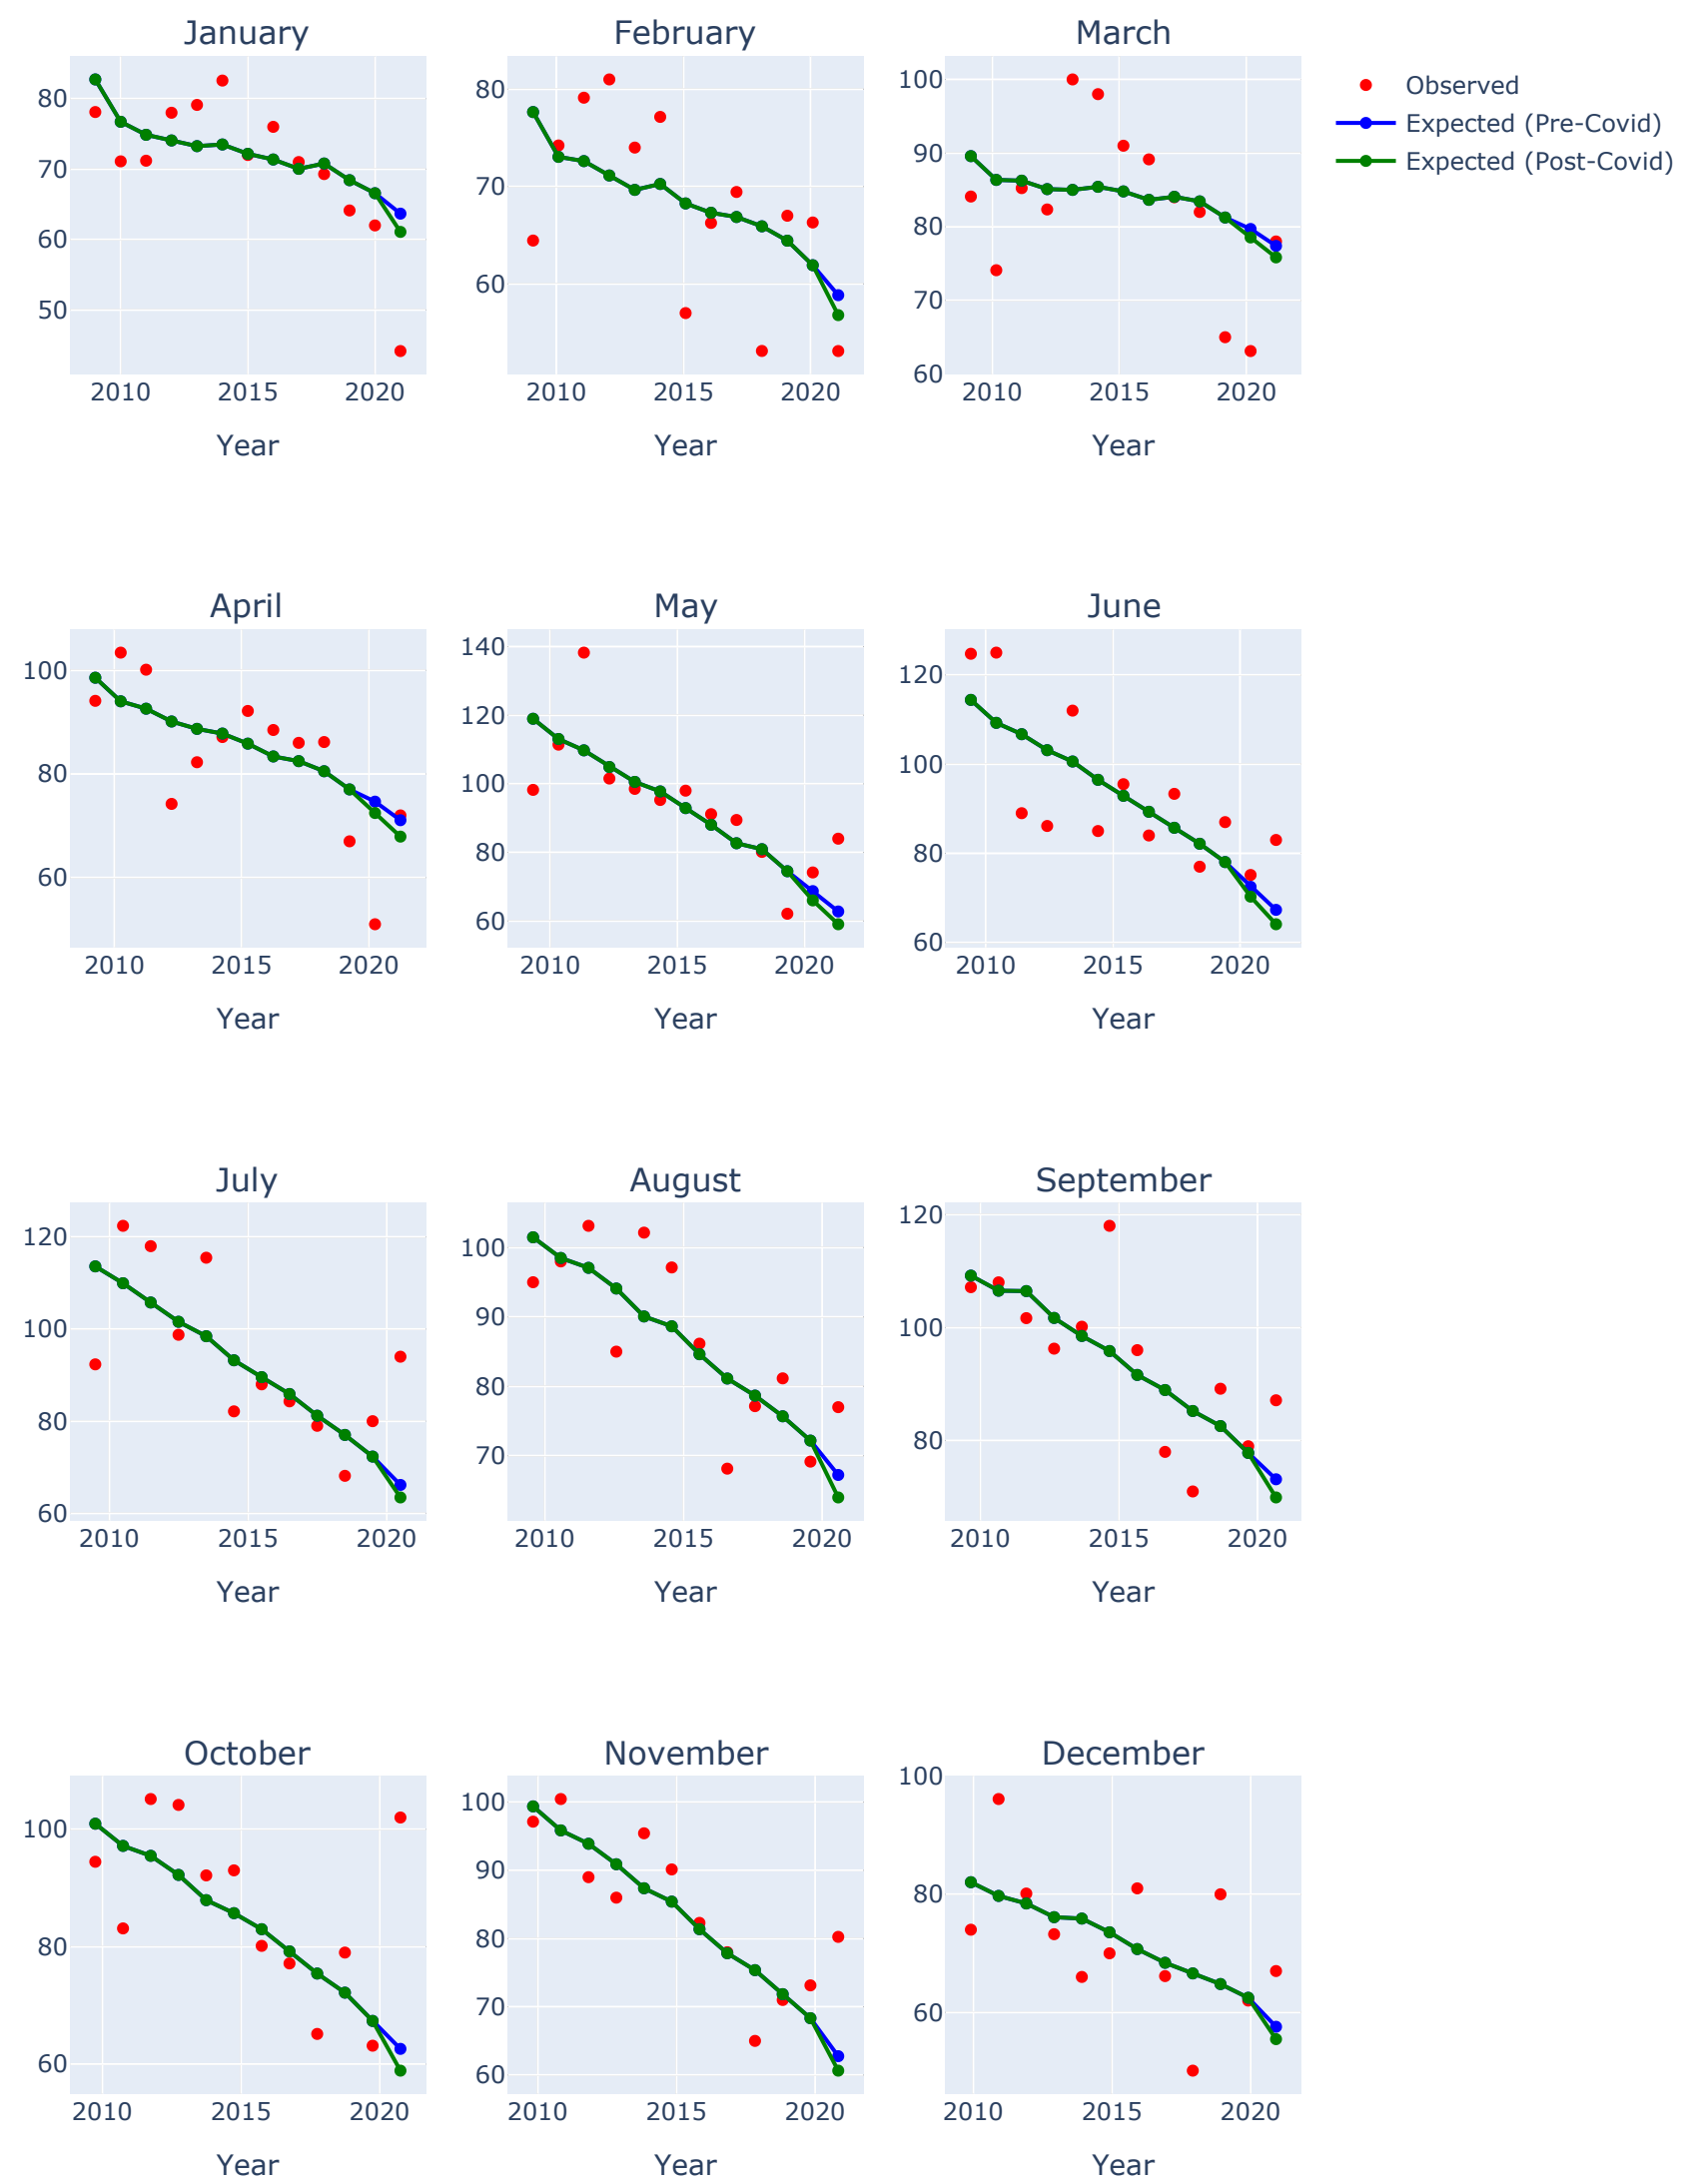 January
February
March
80
70
60
50
2010 2015 2020
Year
80
70
60
2010 2015 2020
Year
100
90
80
70
60
2010 2015 2020
Year
Observed
Expected (Pre-Covid)
Expected (Post-Covid)
April
May
June
100
80
60
2010 2015 2020
Year
140
120
100
80
60
2010 2015 2020
Year
120
100
80
60
2010 2015 2020
Year
July
August
September
120
100
80
60
2010 2015 2020
Year
100
90
80
70
2010 2015 2020
Year
120
100
80
2010 2015 2020
Year
October
November
December
100
80
60
2010 2015 2020
Year
100
90
80
70
60
2010 2015 2020
Year
100
80
60
2010 2015 2020
Year